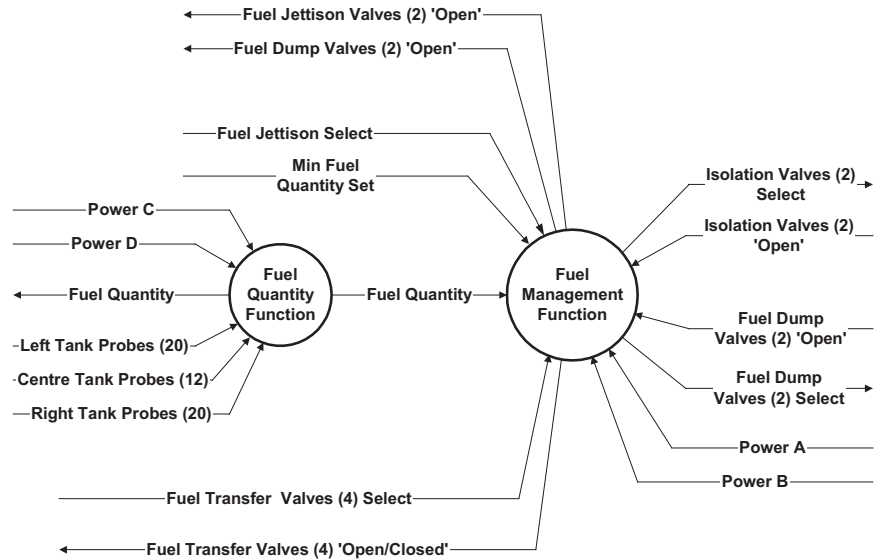 Fuel Jettison Valves (2) 'Open'
Fuel Dump Valves (2) 'Open'
Fuel Jettison Select
Min Fuel
Quantity Set
Power C
Power D
Fuel Quantity
Left Tank Probes (20)
Centre Tank Probes (12)
Right Tank Probes (20)
Fuel
Quantity
Function
Fuel Quantity
Fuel
Management
Function
Isolation Valves (2)
Select
Isolation Valves (2)
'Open'
Fuel Dump
Valves (2) 'Open'
Fuel Dump
Valves (2) Select
Power A
Power B
Fuel Transfer Valves (4) Select
Fuel Transfer Valves (4) 'Open/Closed'